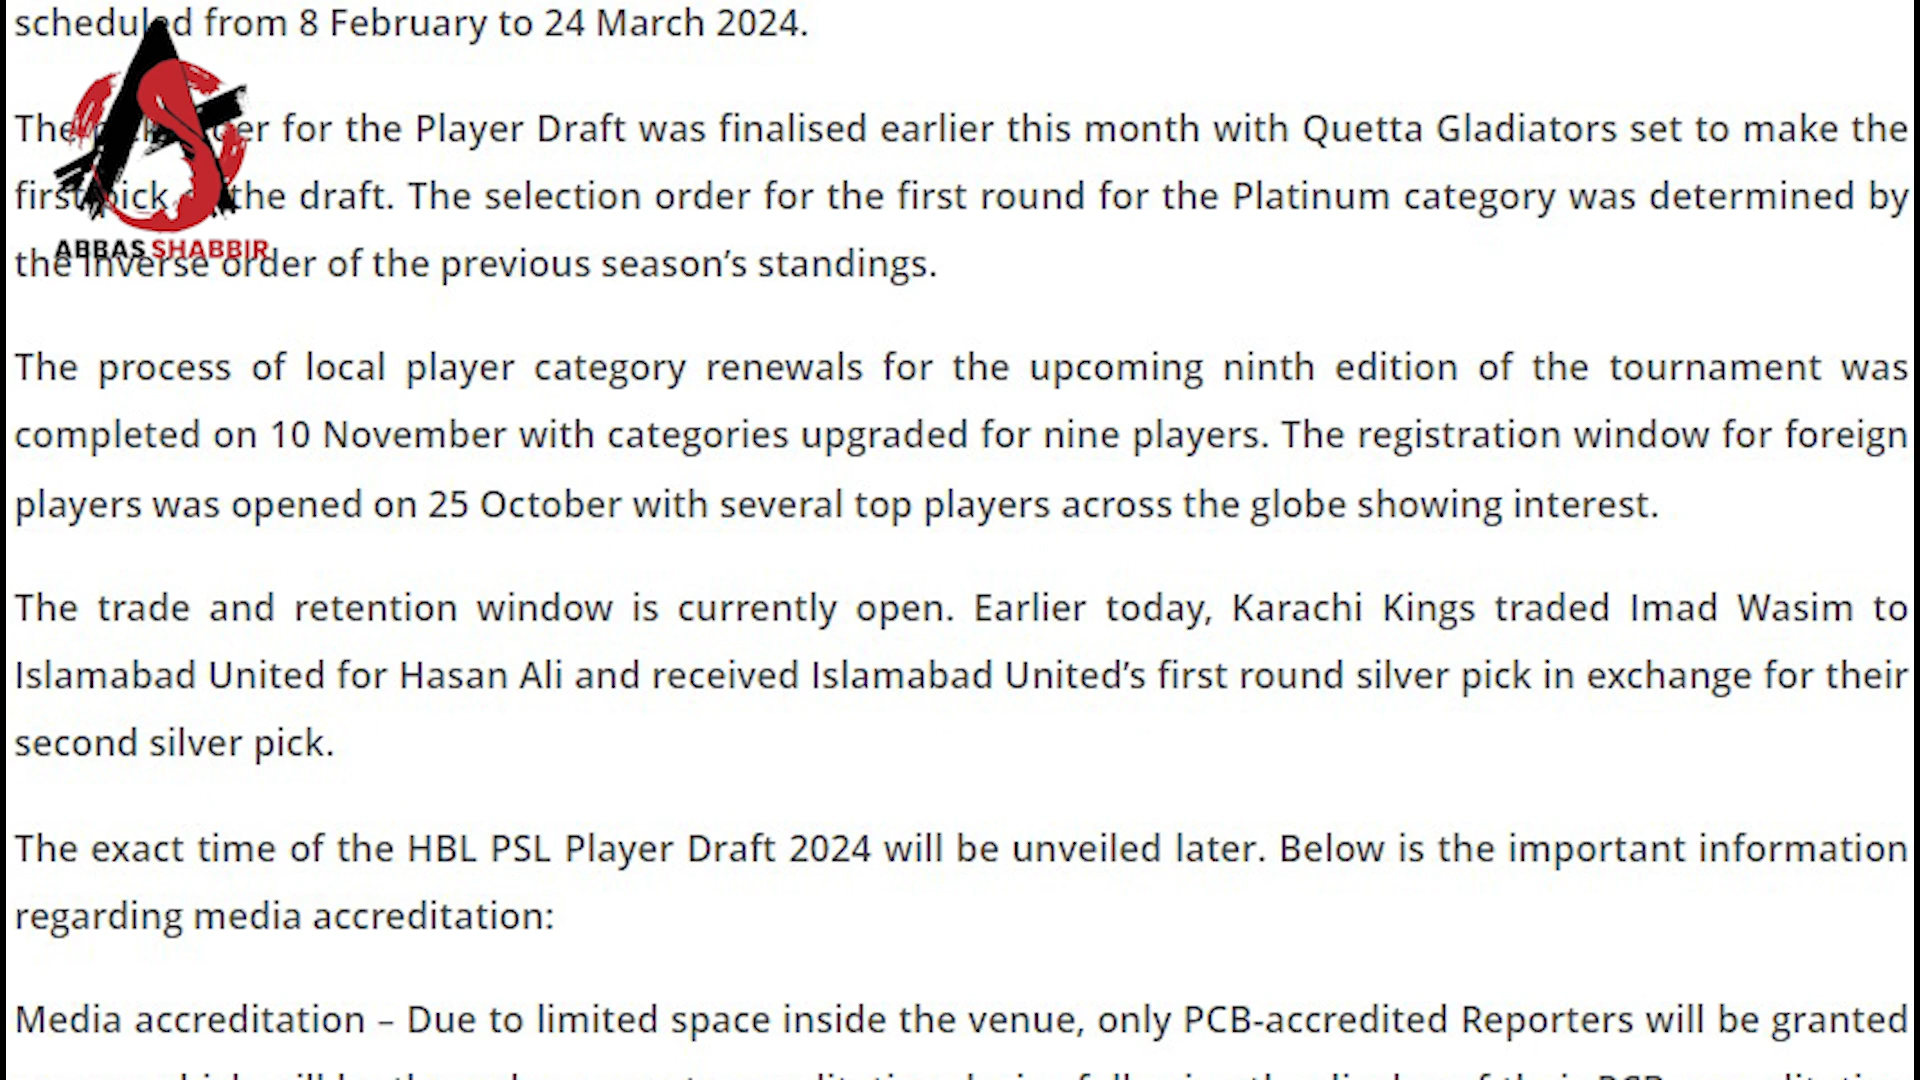 scheduled from 8 February to 24 March 2024.
The pick order for the Player Draft was finalised earlier this month with Quetta Gladiators set to make the
first pick of the draft. The selection order for the first round for the Platinum category was determined by
ABBAS SHABBIR
the inverse order of the previous season’s standings.
The process of local player category renewals for the upcoming ninth edition of the tournament was
completed on 10 November with categories upgraded for nine players. The registration window for foreign
players was opened on 25 October with several top players across the globe showing interest.
The trade and retention window is currently open. Earlier today, Karachi Kings traded Imad Wasim to
Islamabad United for Hasan Ali and received Islamabad United’s first round silver pick in exchange for their
second silver pick.
The exact time of the HBL PSL Player Draft 2024 will be unveiled later. Below is the important information
regarding media accreditation:
Media accreditation – Due to limited space inside the venue, only PCB-accredited Reporters will be granted